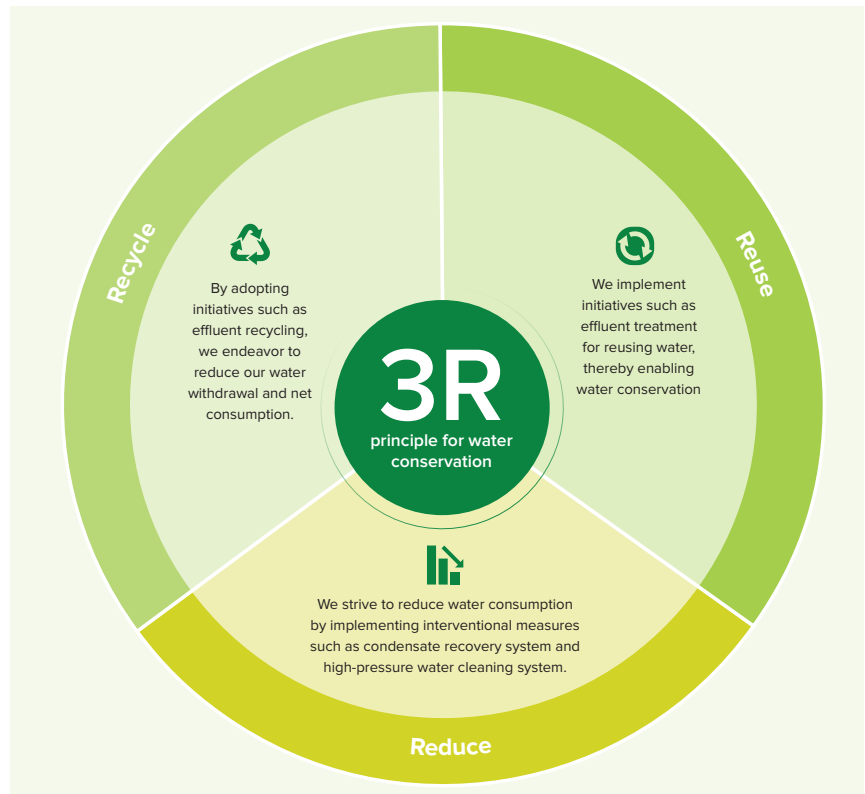 3R
principle for water
conservation
Recycle
By adopting
initiatives such as
effluent recycling,
we endeavor to
reduce our water
withdrawal and net
consumption.
Reuse
We implement
initiatives such as
effluent treatment
for reusing water,
thereby enabling
water conservation
We strive to reduce water consumption
by implementing interventional measures
such as condensate recovery system and
high-pressure water cleaning system.
Reduce